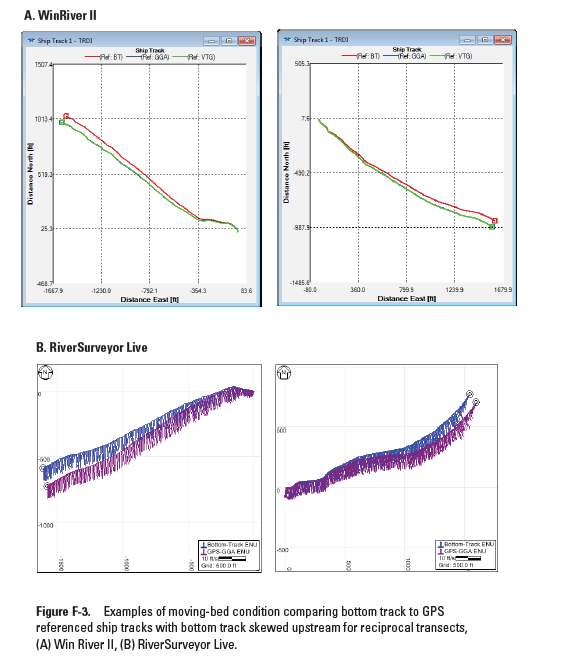 A. WinRiver II
Ship Track 1 - TRDI
Ship Track
(Ref: BT) (Ref: GGA) (Ref: VTG)
1507.4
1013.4
519.3
25.3
-468.7
Distance North [ft]
-1667.9 -1230.0 -792.1 -354.3 83.6
Distance East [ft]
Ship Track 1 - TRDI
Ship Track
(Ref: BT) (Ref: GGA) (Ref: VTG)
505.3
7.6
-490.2
-987.9
-1485.6
Distance North [ft]
-80.0 360.0 799.9 1239.9 1679.9
Distance East [ft]
B. RiverSurveyor Live
N
0
-500
-1000
-1500
-1000
-500
Bottom-Track ENU
GPS-GGA ENU
10 ft/s
Grid: 500.0 ft
N
500
0
-500
0
500
1000
Bottom-Track ENU
GPS-GGA ENU
10 ft/s
Grid: 500.0 ft
Figure F-3. Examples of moving-bed condition comparing bottom track to GPS
referenced ship tracks with bottom track skewed upstream for reciprocal transects,
(A) Win River II, (B) RiverSurveyor Live.